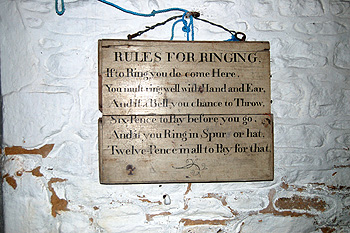 RULES FOR RINGING.
If to Ring you do come Here,
You must ring well with Hand and Ear,
And if a Bell, you chance to Throw,
Six Pence to Pay before you go;
And if you Ring in Spur or hat,
Twelve Pence in all to Pay for that.